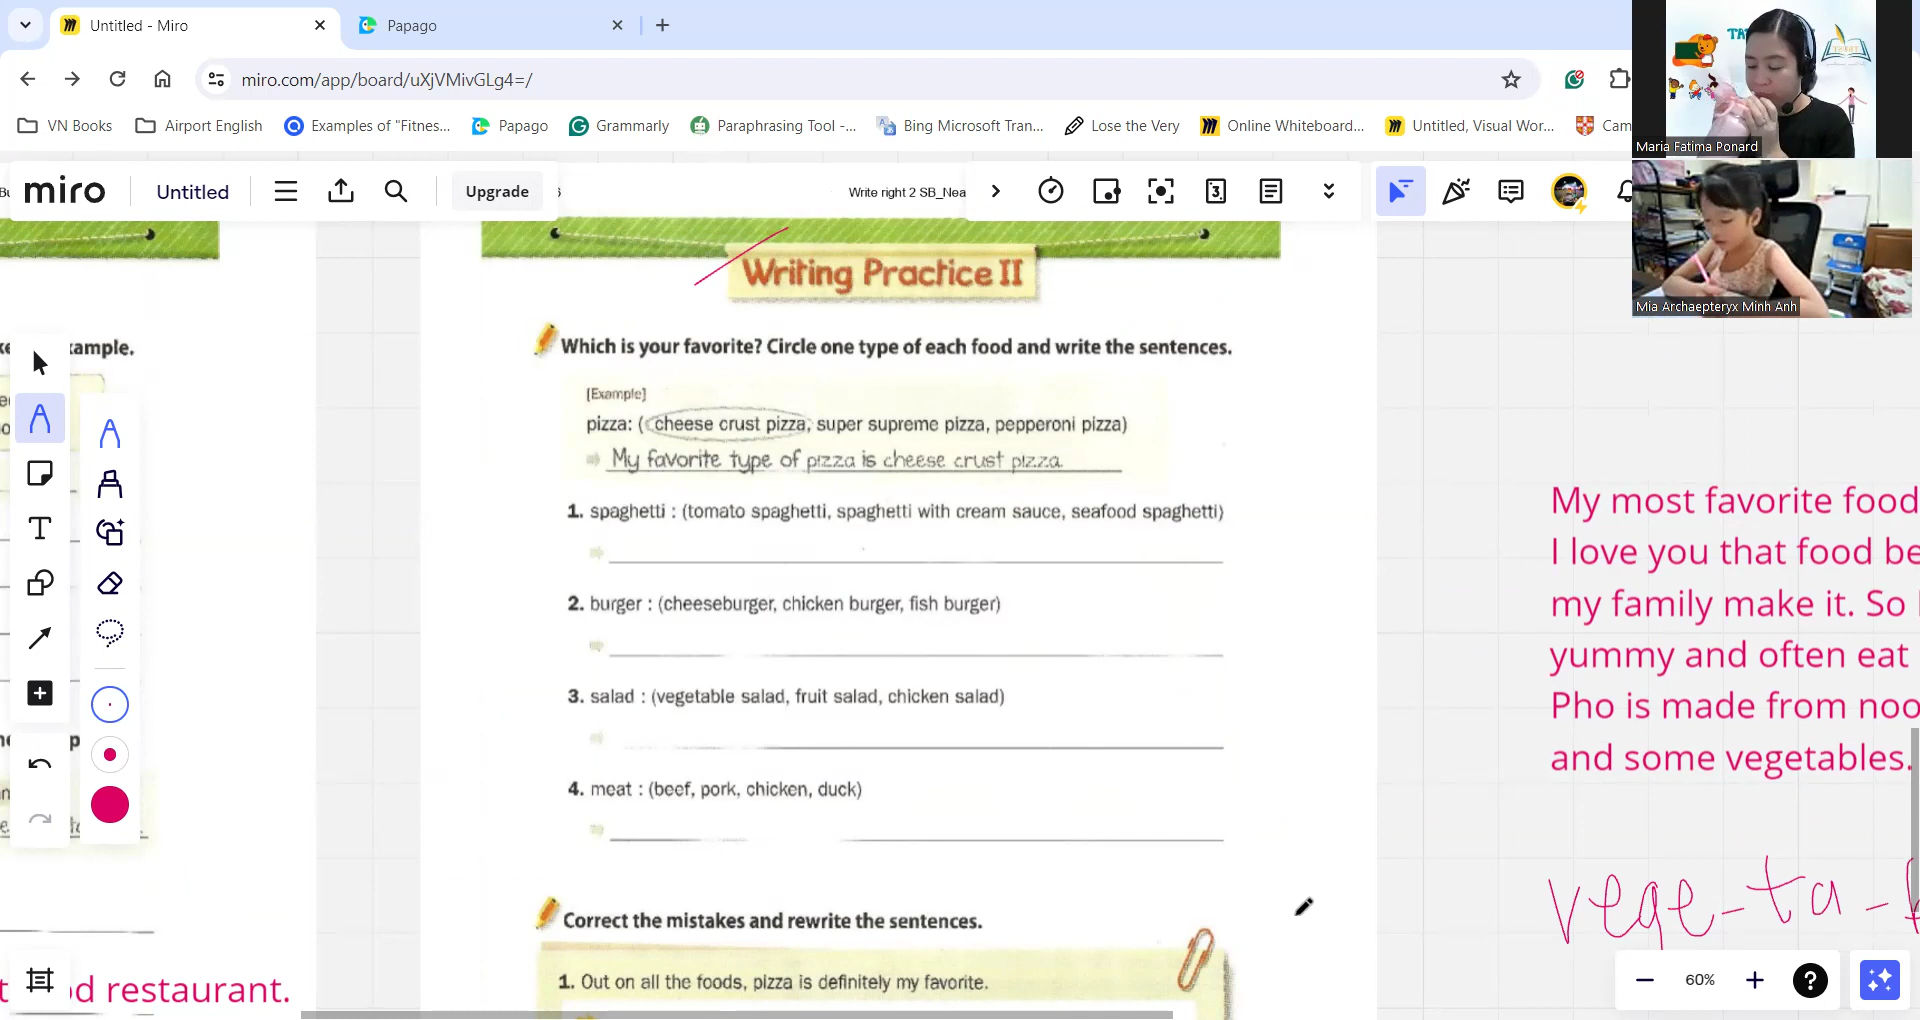 Untitled - Miro
Papago
miro.com/app/board/uXjVMivGLg4=/
VN Books
Airport English
Examples of "Fitnes...
Papago
Grammarly
Paraphrasing Tool -...
Bing Microsoft Tran...
Lose the Very
Online Whiteboard...
Untitled, Visual Wor...
Cam
Maria Fatima Ponard
miro
Untitled
Upgrade
Write right 2 SB_Nea
Mia Archaepteryx Minh Anh
Writing Practice II
ample.
Which is your favorite? Circle one type of each food and write the sentences.
[Example]
pizza: (cheese crust pizza, super supreme pizza, pepperoni pizza)
My favorite type of pizza is cheese crust pizza.
1. spaghetti : (tomato spaghetti, spaghetti with cream sauce, seafood spaghetti)
2. burger : (cheeseburger, chicken burger, fish burger)
3. salad : (vegetable salad, fruit salad, chicken salad)
4. meat : (beef, pork, chicken, duck)
My most favorite food
I love you that food be
my family make it. So
yummy and often eat
Pho is made from noo
and some vegetables.
vege-ta-
Correct the mistakes and rewrite the sentences.
1. Out on all the foods, pizza is definitely my favorite.
od restaurant.
60%